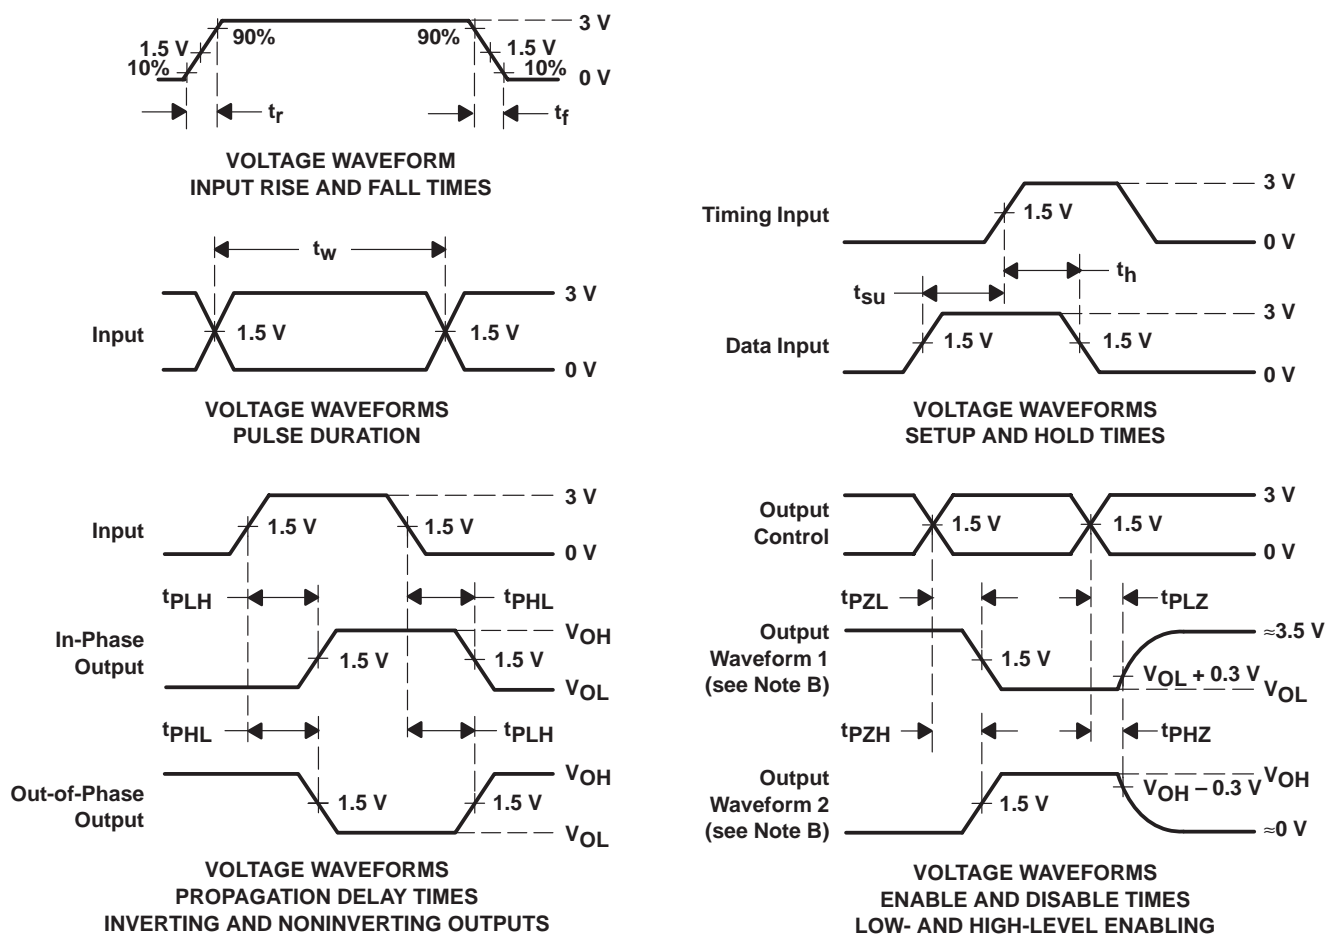 3 V
90%
90%
1.5 V
1.5 V
10%
10%
0 V
tr
tf
VOLTAGE WAVEFORM
INPUT RISE AND FALL TIMES
tw
3 V
Input
1.5 V
1.5 V
0 V
VOLTAGE WAVEFORMS
PULSE DURATION
3 V
Timing Input
1.5 V
0 V
th
tsu
3 V
Data Input
1.5 V
1.5 V
0 V
VOLTAGE WAVEFORMS
SETUP AND HOLD TIMES
3 V
Input
1.5 V
1.5 V
0 V
tPLH
tPHL
In-Phase
Output
VOH
1.5 V
1.5 V
VOL
tPHL
tPLH
Out-of-Phase
Output
VOH
1.5 V
1.5 V
VOL
VOLTAGE WAVEFORMS
PROPAGATION DELAY TIMES
INVERTING AND NONINVERTING OUTPUTS
3 V
Output
Control
1.5 V
1.5 V
0 V
tPZL
tPLZ
Output
Waveform 1
(see Note B)
≈3.5 V
1.5 V
VOL + 0.3 V
VOL
tPZH
tPHZ
Output
Waveform 2
(see Note B)
VOH
VOH – 0.3 V
1.5 V
≈0 V
VOLTAGE WAVEFORMS
ENABLE AND DISABLE TIMES
LOW- AND HIGH-LEVEL ENABLING